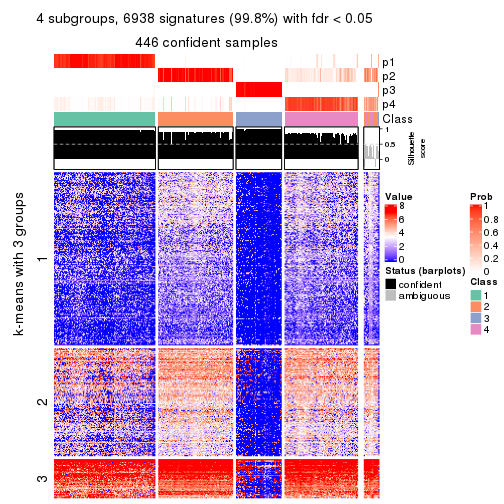 4 subgroups, 6938 signatures (99.8%) with fdr < 0.05
446 confident samples
p1
p2
p3
p4
Class
1
0.5
0
Silhouette
score
k-means with 3 groups
1
2
3
Value
8
6
4
2
0
Status (barplots)
confident
ambiguous
Prob
1
0.8
0.6
0.4
0.2
0
Class
1
2
3
4